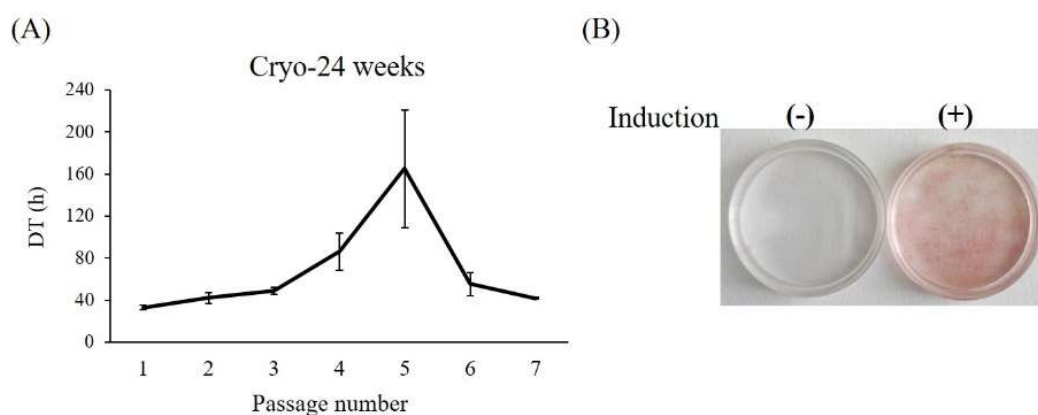 (A)
Cryo-24 weeks
240
200
160
120
80
40
0
DT (h)
1 2 3 4 5 6 7
Passage number
(B)
Induction (-) (+)